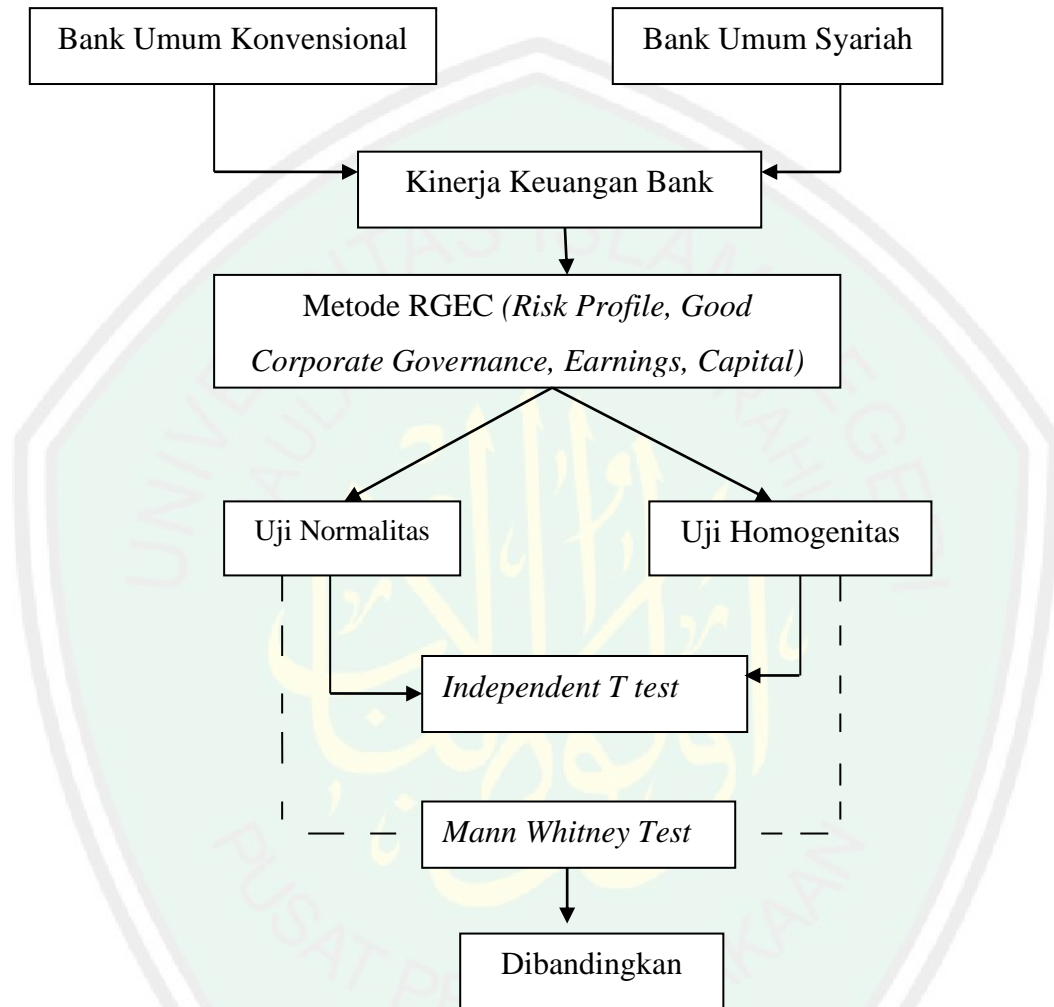 Bank Umum Konvensional
Bank Umum Syariah
Kinerja Keuangan Bank
Metode RGEC (Risk Profile, Good
Corporate Governance, Earnings, Capital)
Uji Normalitas
Uji Homogenitas
Independent T test
Mann Whitney Test
Dibandingkan